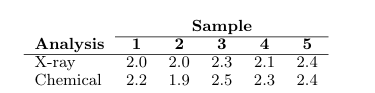 Sample
Analysis 1 2 3 4 5
X-ray 2.0 2.0 2.3 2.1 2.4
Chemical 2.2 1.9 2.5 2.3 2.4